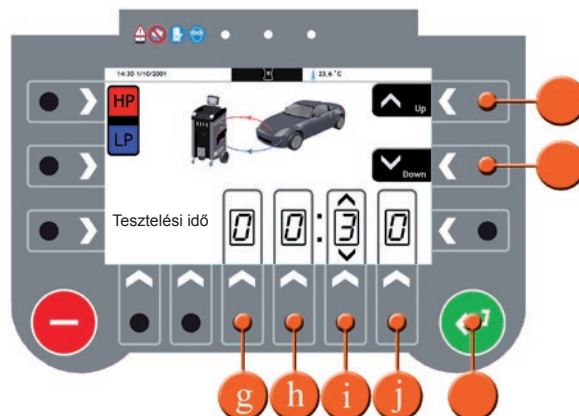 14:30 1/10/2001 23,6 °C
HP
Up
LP
Down
Tesztelési idő 0 0 : 3 0
g h i j